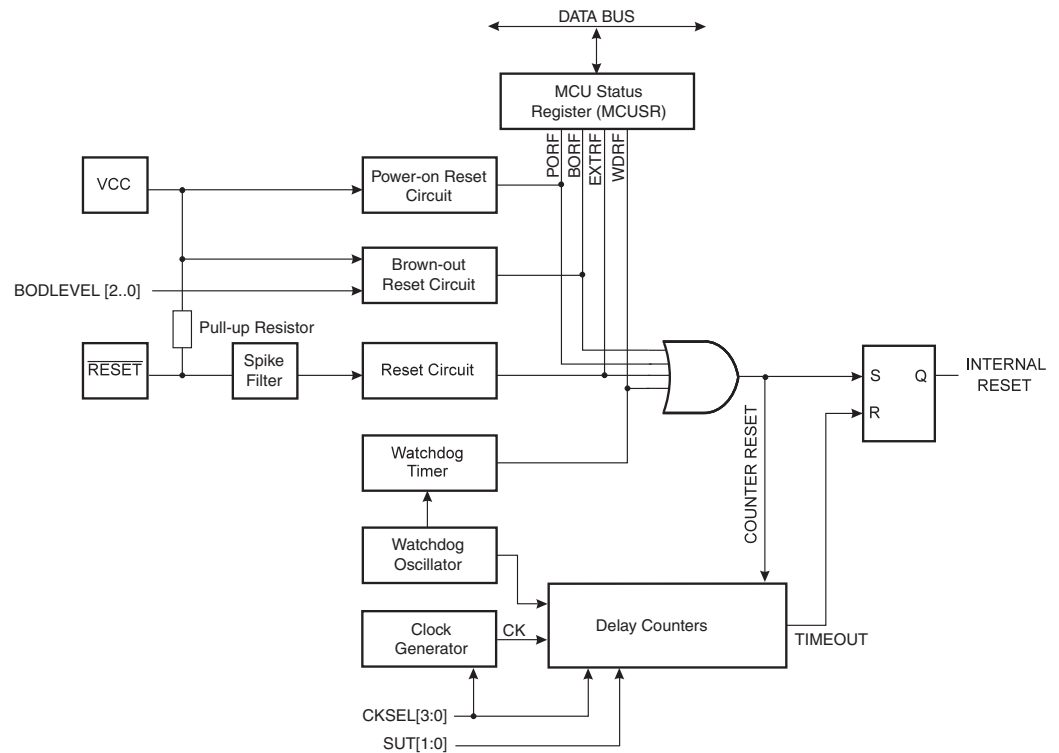 DATA BUS
MCU Status
Register (MCUSR)
PORF
BORF
EXTRF
WDRF
VCC
Power-on Reset
Circuit
Brown-out
Reset Circuit
BODLEVEL [2..0]
Pull-up Resistor
RESET
Spike
Filter
Reset Circuit
S
Q
R
INTERNAL
RESET
COUNTER RESET
Watchdog
Timer
Watchdog
Oscillator
Clock
Generator
CK
Delay Counters
TIMEOUT
CKSEL[3:0]
SUT[1:0]